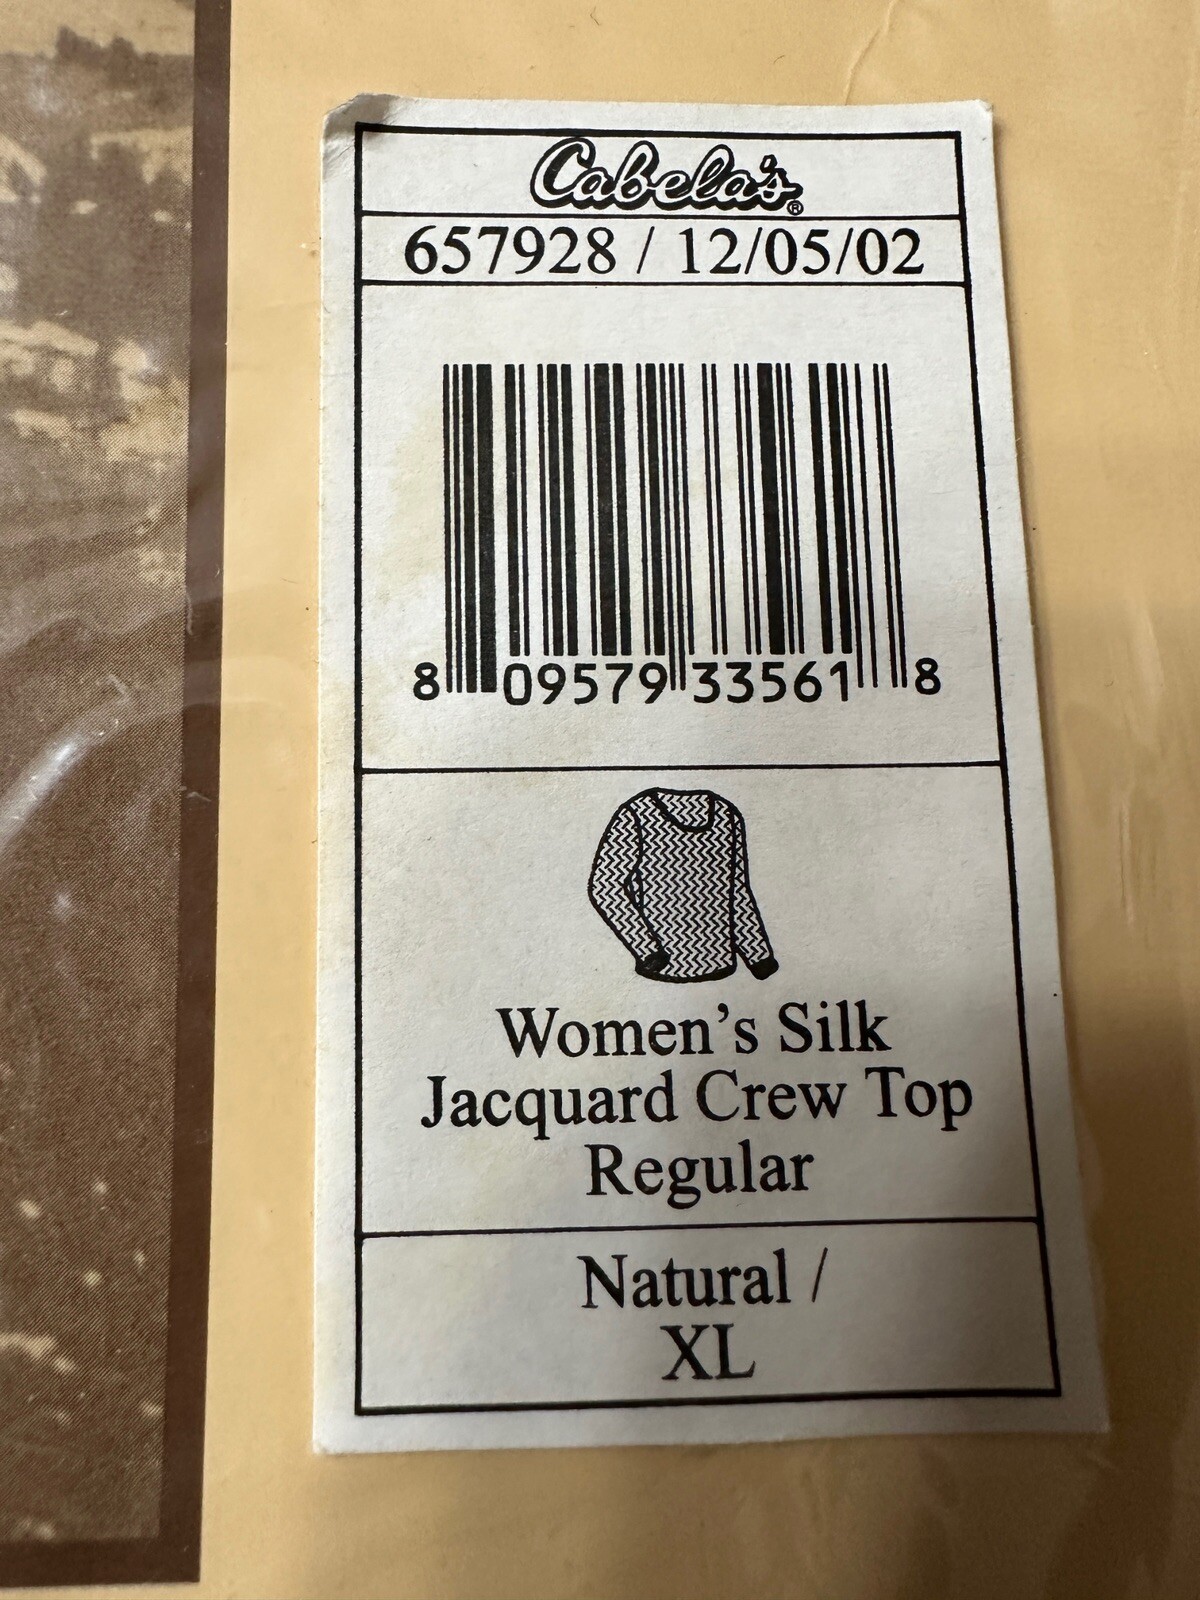 Cabela's®
657928 / 12/05/02
8 09579 33561 8
Women's Silk
Jacquard Crew Top
Regular
Natural /
XL